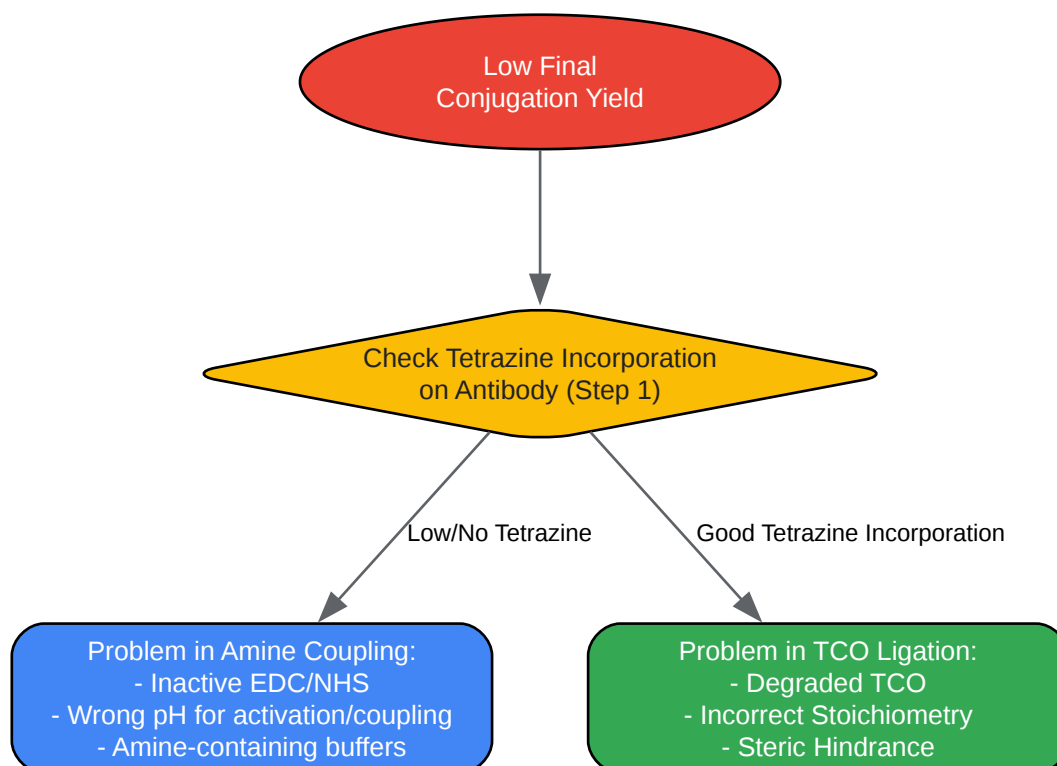 Low Final
Conjugation Yield
Check Tetrazine Incorporation
on Antibody (Step 1)
Low/No Tetrazine
Good Tetrazine Incorporation
Problem in Amine Coupling:
- Inactive EDC/NHS
- Wrong pH for activation/coupling
- Amine-containing buffers
Problem in TCO Ligation:
- Degraded TCO
- Incorrect Stoichiometry
- Steric Hindrance